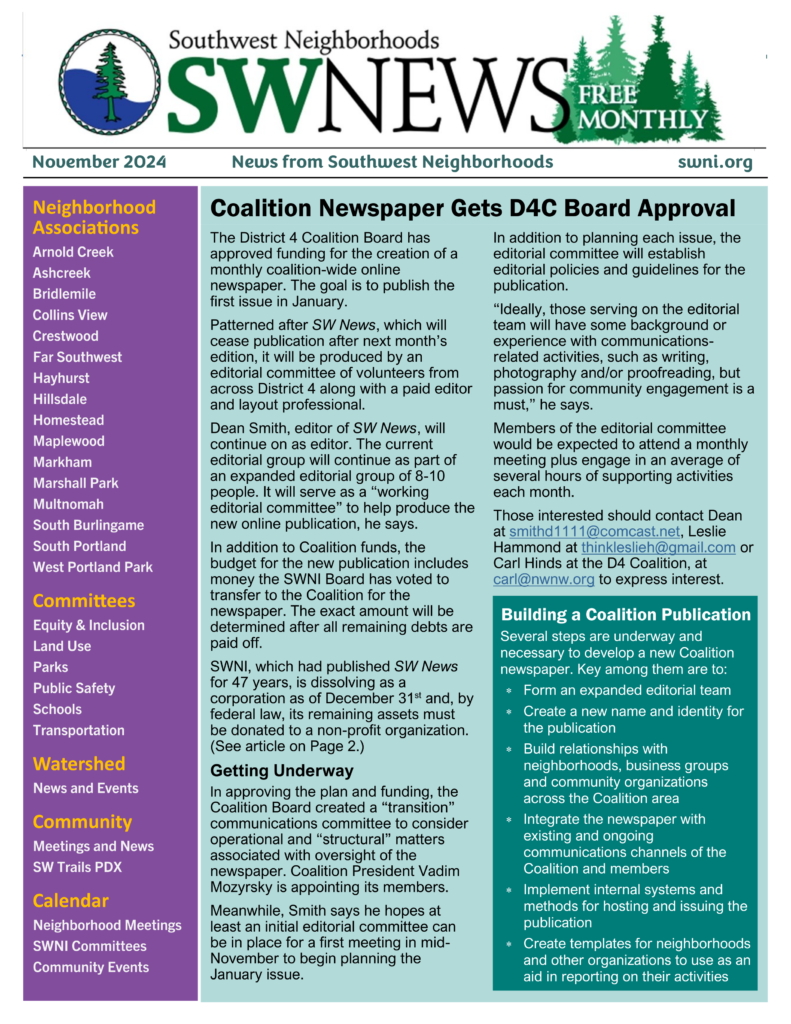 Southwest Neighborhoods
SWNEWS
FREE
MONTHLY
November 2024
News from Southwest Neighborhoods
swni.org
Neighborhood
Associations
Arnold Creek
Ashcreek
Bridlemile
Collins View
Crestwood
Far Southwest
Hayhurst
Hillsdale
Homestead
Maplewood
Markham
Marshall Park
Multnomah
South Burlingame
South Portland
West Portland Park
Committees
Equity & Inclusion
Land Use
Parks
Public Safety
Schools
Transportation
Watershed
News and Events
Community
Meetings and News
SW Trails PDX
Calendar
Neighborhood Meetings
SWNI Committees
Community Events
Coalition Newspaper Gets D4C Board Approval
The District 4 Coalition Board has
approved funding for the creation of a
monthly coalition-wide online
newspaper. The goal is to publish the
first issue in January.
Patterned after SW News, which will
cease publication after next month's
edition, it will be produced by an
editorial committee of volunteers from
across District 4 along with a paid editor
and layout professional.
Dean Smith, editor of SW News, will
continue on as editor. The current
editorial group will continue as part of
an expanded editorial group of 8-10
people. It will serve as a “working
editorial committee” to help produce the
new online publication, he says.
In addition to Coalition funds, the
budget for the new publication includes
money the SWNI Board has voted to
transfer to the Coalition for the
newspaper. The exact amount will be
determined after all remaining debts are
paid off.
SWNI, which had published SW News
for 47 years, is dissolving as a
corporation as of December 31st and, by
federal law, its remaining assets must
be donated to a non-profit organization.
(See article on Page 2.)
Getting Underway
In approving the plan and funding, the
Coalition Board created a “transition”
communications committee to consider
operational and “structural” matters
associated with oversight of the
newspaper. Coalition President Vadim
Mozyrsky is appointing its members.
Meanwhile, Smith says he hopes at
least an initial editorial committee can
be in place for a first meeting in mid-
November to begin planning the
January issue.
In addition to planning each issue, the
editorial committee will establish
editorial policies and guidelines for the
publication.
“Ideally, those serving on the editorial
team will have some background or
experience with communications-
related activities, such as writing,
photography and/or proofreading, but
passion for community engagement is a
must,” he says.
Members of the editorial committee
would be expected to attend a monthly
meeting plus engage in an average of
several hours of supporting activities
each month.
Those interested should contact Dean
at smithd1111@comcast.net, Leslie
Hammond at thinkleslieh@gmail.com or
Carl Hinds at the D4 Coalition, at
carl@nwnw.org to express interest.
Building a Coalition Publication
Several steps are underway and
necessary to develop a new Coalition
newspaper. Key among them are to:
* Form an expanded editorial team
* Create a new name and identity for
the publication
* Build relationships with
neighborhoods, business groups
and community organizations
across the Coalition area
* Integrate the newspaper with
existing and ongoing
communications channels of the
Coalition and members
* Implement internal systems and
methods for hosting and issuing the
publication
* Create templates for neighborhoods
and other organizations to use as an
aid in reporting on their activities